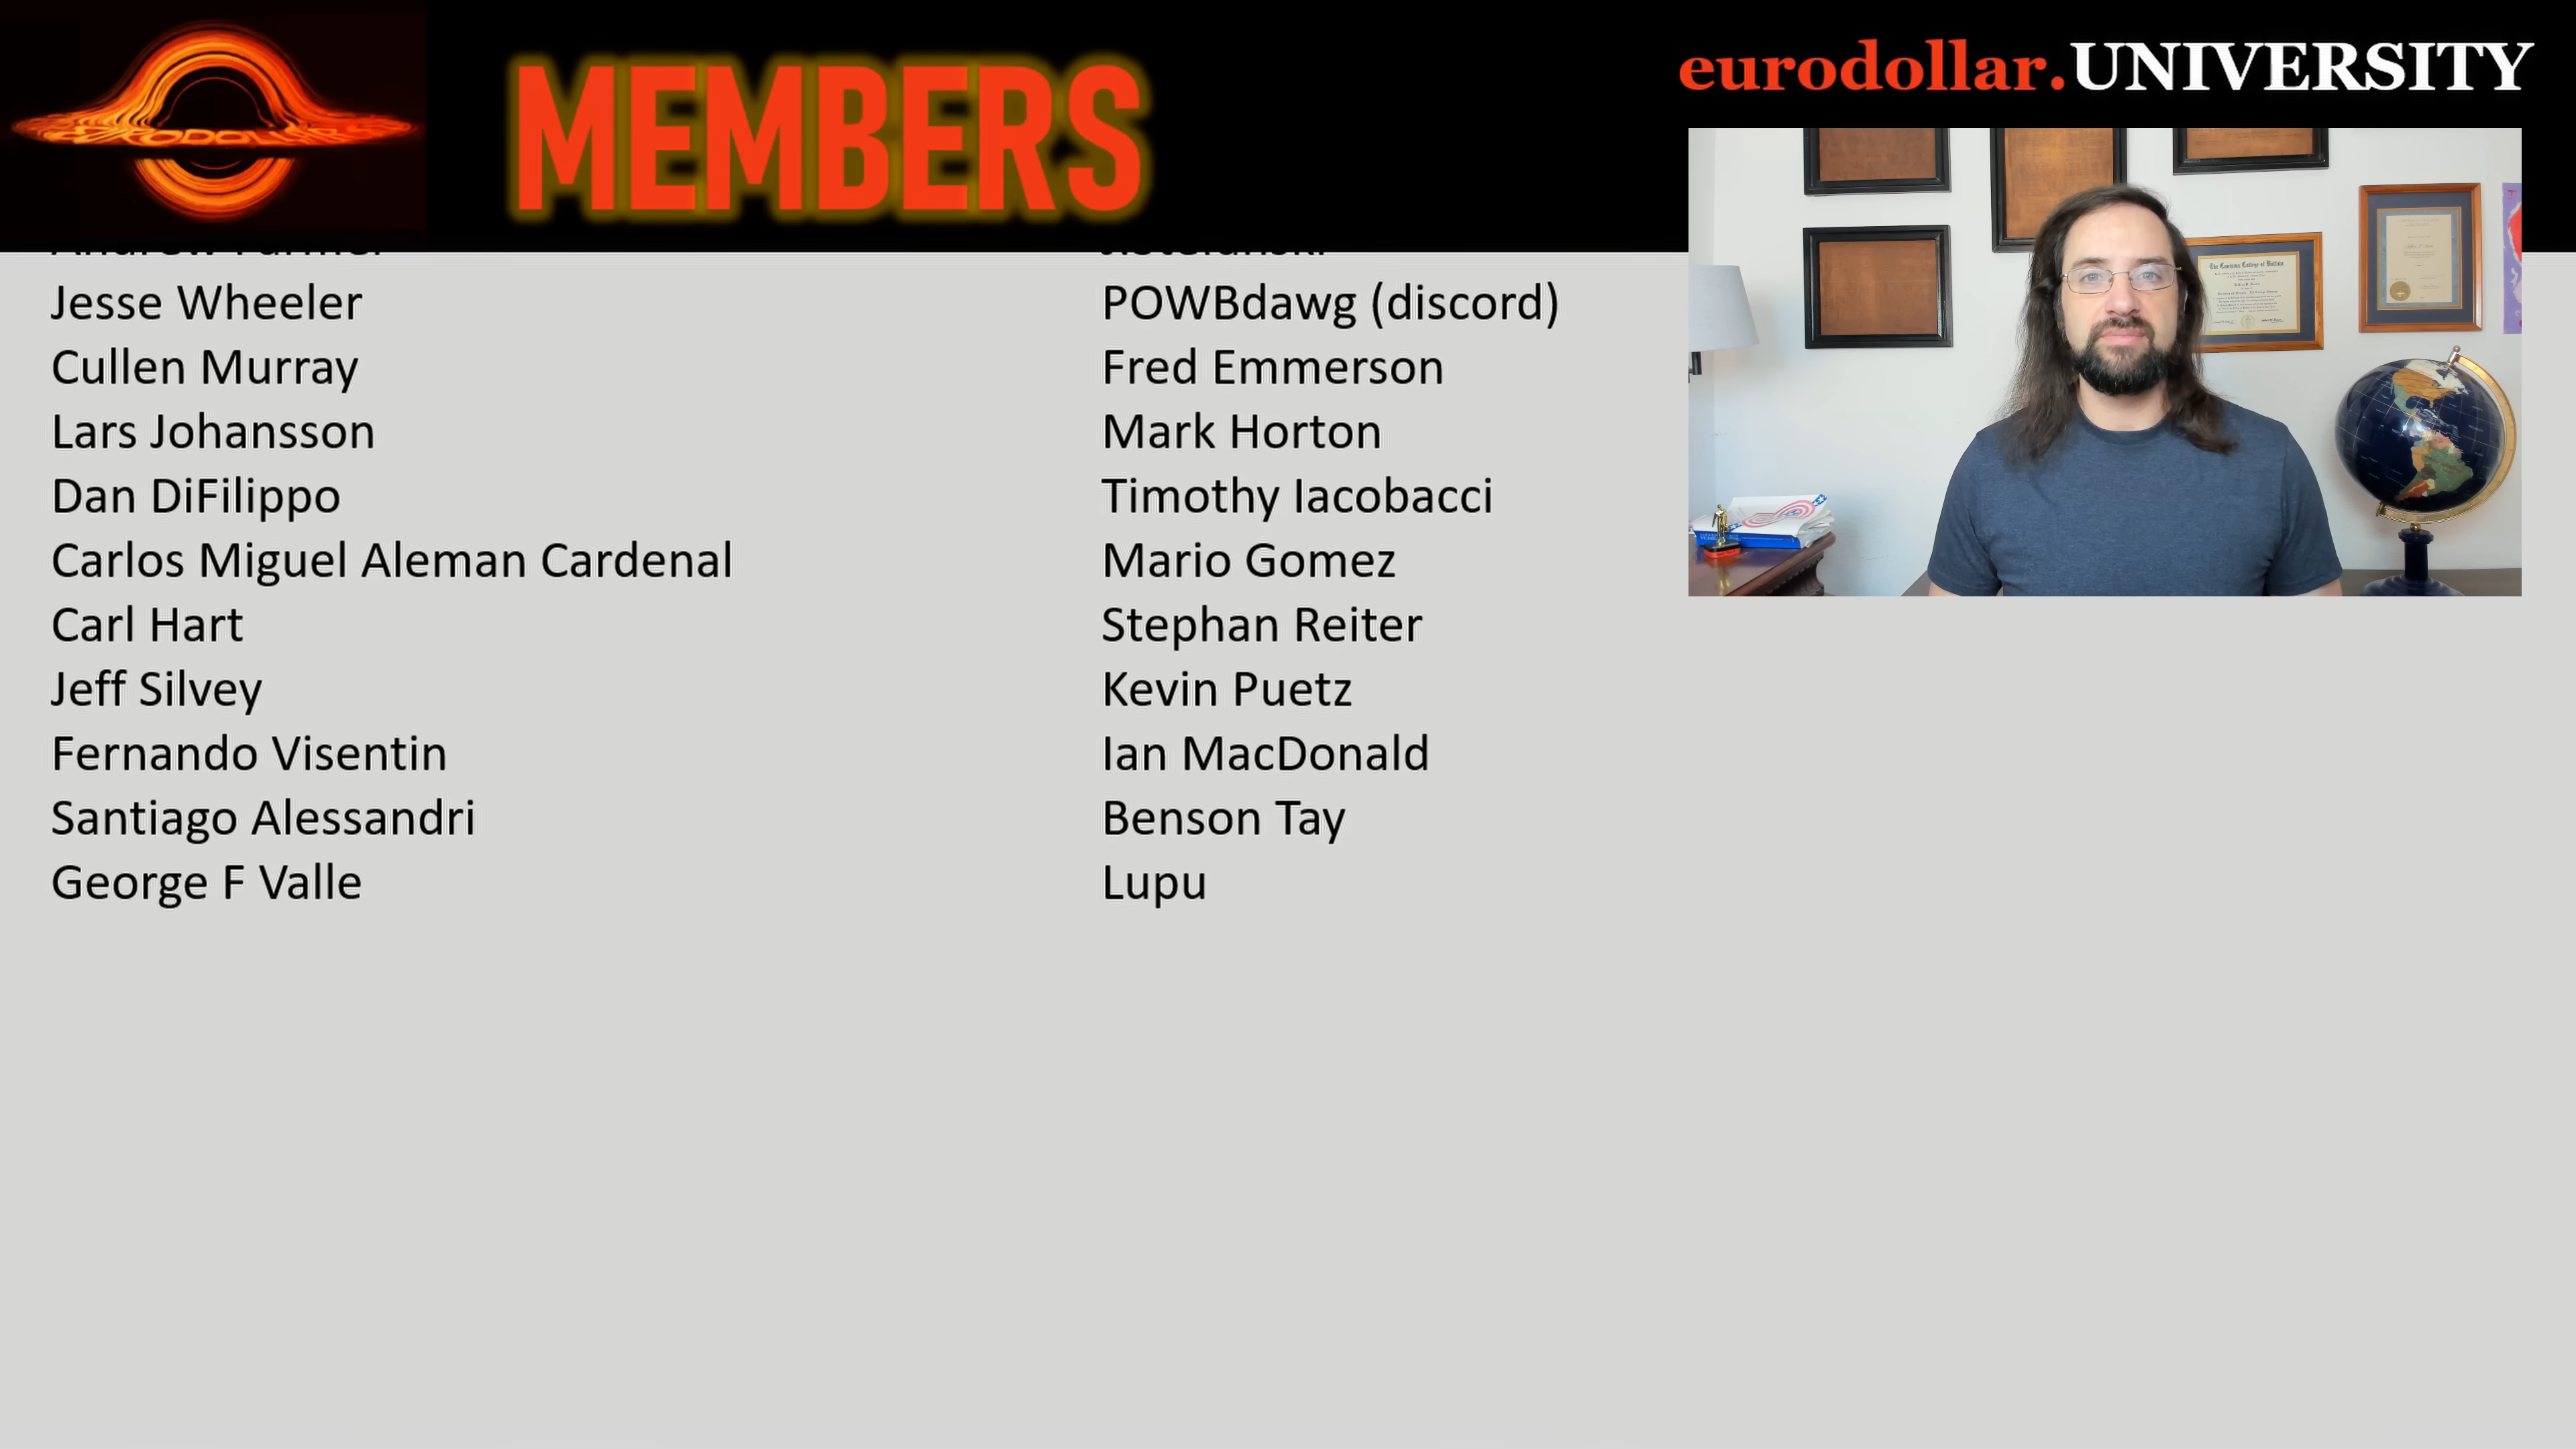 EURODOLLAR
MEMBERS
eurodollar.UNIVERSITY
Jesse Wheeler
Cullen Murray
Lars Johansson
Dan DiFilippo
Carlos Miguel Aleman Cardenal
Carl Hart
Jeff Silvey
Fernando Visentin
Santiago Alessandri
George F Valle
POWBdawg (discord)
Fred Emmerson
Mark Horton
Timothy Iacobacci
Mario Gomez
Stephan Reiter
Kevin Puetz
Ian MacDonald
Benson Tay
Lupu